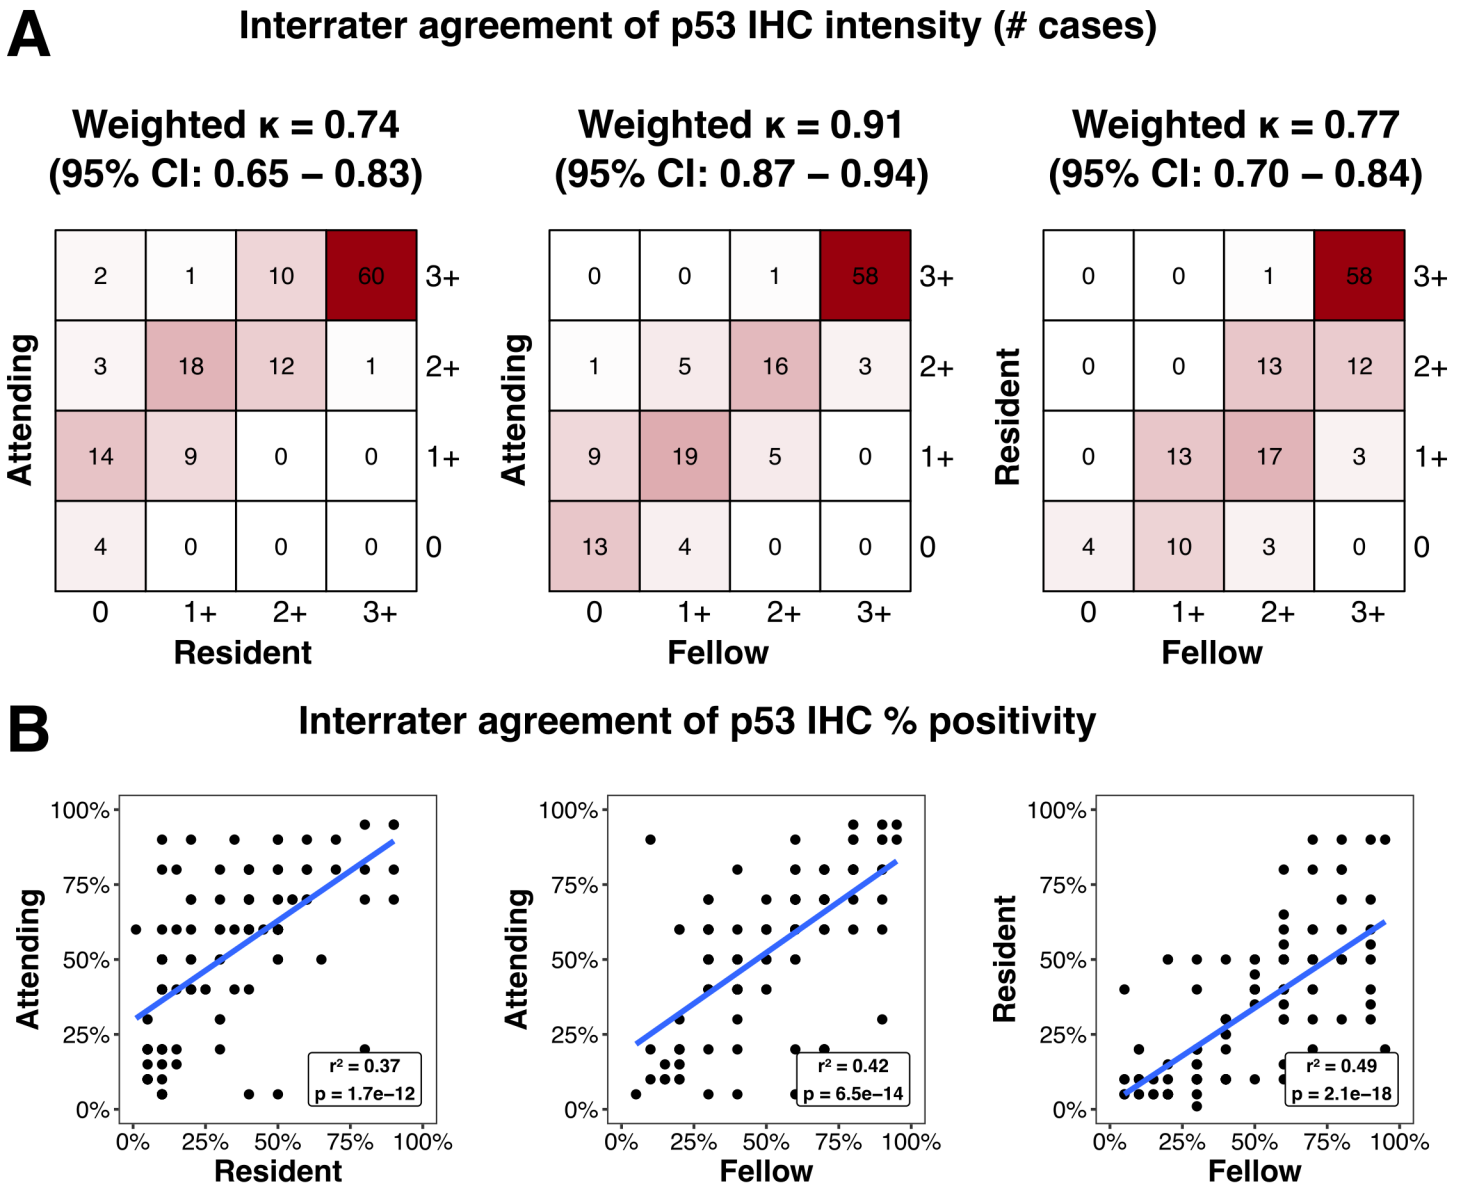 A
Interrater agreement of p53 IHC intensity (# cases)
Weighted κ = 0.74
(95% CI: 0.65 – 0.83)
2 1 10 60 3+
3 18 12 1 2+
14 9 0 0 1+
4 0 0 0 0
0 1+ 2+ 3+
Attending
Resident
Weighted κ = 0.91
(95% CI: 0.87 – 0.94)
0 0 1 58 3+
1 5 16 3 2+
9 19 5 0 1+
13 4 0 0 0
0 1+ 2+ 3+
Attending
Fellow
Weighted κ = 0.77
(95% CI: 0.70 – 0.84)
0 0 1 58 3+
0 0 13 12 2+
0 13 17 3 1+
4 10 3 0 0
0 1+ 2+ 3+
Resident
Fellow
B
Interrater agreement of p53 IHC % positivity
100%
75%
50%
25%
0%
Attending
r² = 0.37
p = 1.7e−12
0% 25% 50% 75% 100%
Resident
100%
75%
50%
25%
0%
Attending
r² = 0.42
p = 6.5e−14
0% 25% 50% 75% 100%
Fellow
100%
75%
50%
25%
0%
Resident
r² = 0.49
p = 2.1e−18
0% 25% 50% 75% 100%
Fellow